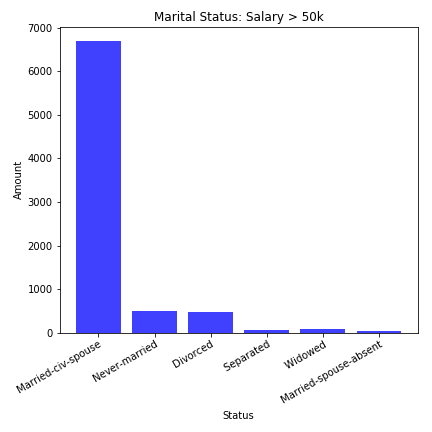 Marital Status: Salary > 50k
7000
6000
5000
4000
3000
2000
1000
0
Amount
Married-civ-spouse
Never-married
Divorced
Separated
Widowed
Married-spouse-absent
Status